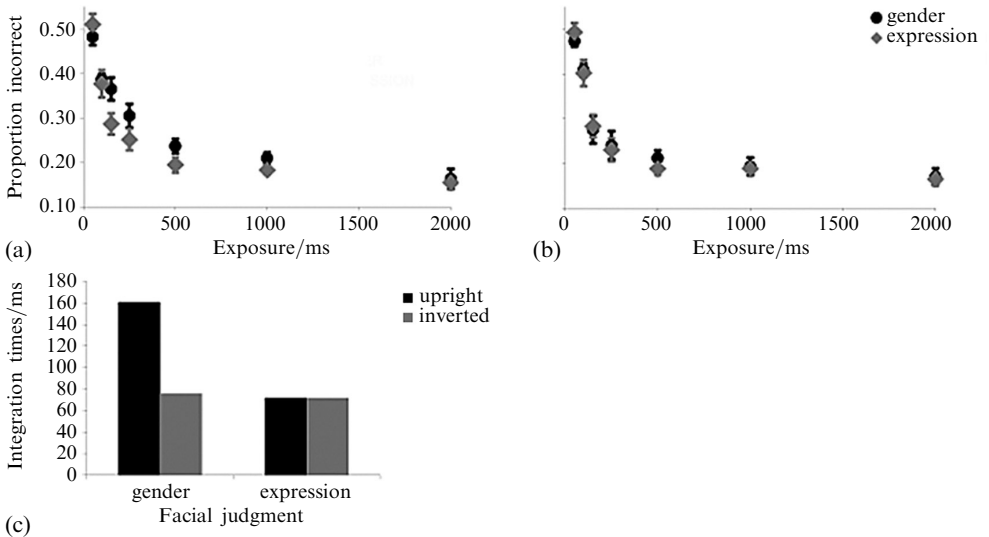 0.50
0.40
0.30
0.20
0.10
Proportion incorrect
0 500 1000 1500 2000
Exposure/ms
(a)
gender
expression
0 500 1000 1500 2000
Exposure/ms
(b)
180
160
140
120
100
80
60
40
20
0
Integration times/ms
upright
inverted
gender expression
Facial judgment
(c)